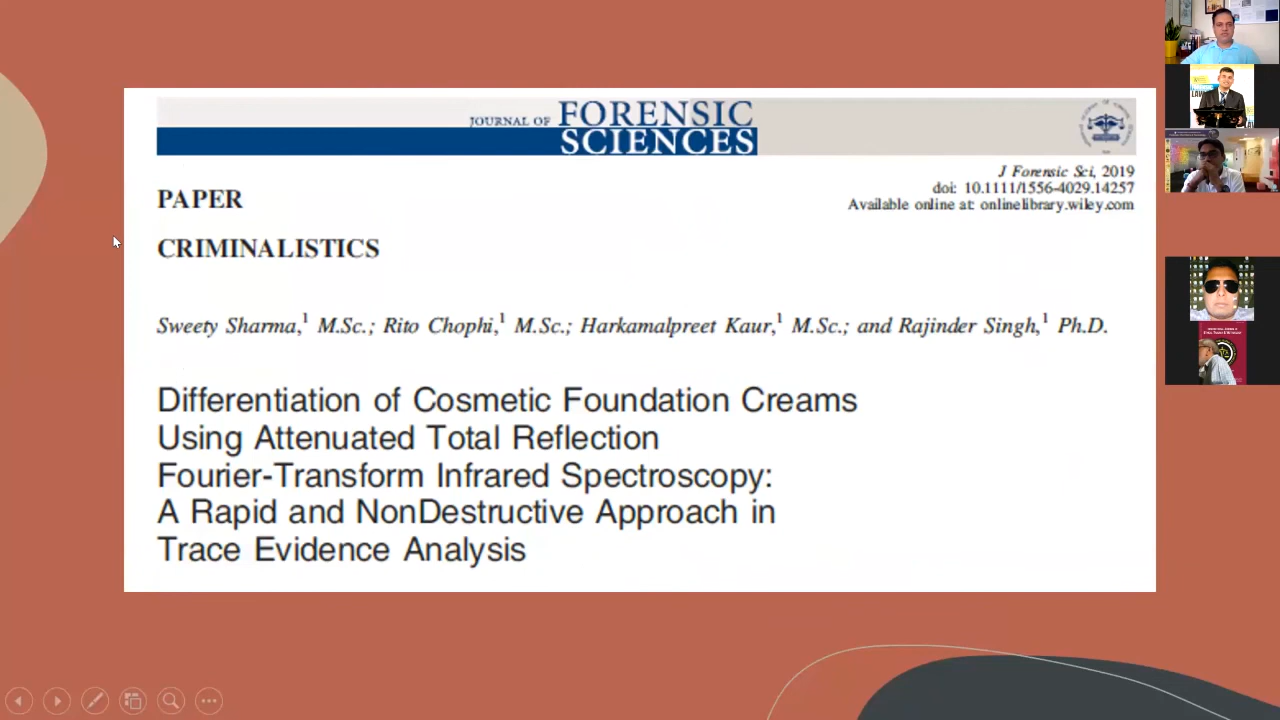 JOURNAL OF FORENSIC
SCIENCES
J Forensic Sci, 2019
doi: 10.1111/1556-4029.14257
Available online at: onlinelibrary.wiley.com
PAPER
CRIMINALISTICS
Sweety Sharma,1 M.Sc.; Rito Chophi,1 M.Sc.; Harkamalpreet Kaur,1 M.Sc.; and Rajinder Singh,1 Ph.D.
Differentiation of Cosmetic Foundation Creams
Using Attenuated Total Reflection
Fourier-Transform Infrared Spectroscopy:
A Rapid and NonDestructive Approach in
Trace Evidence Analysis